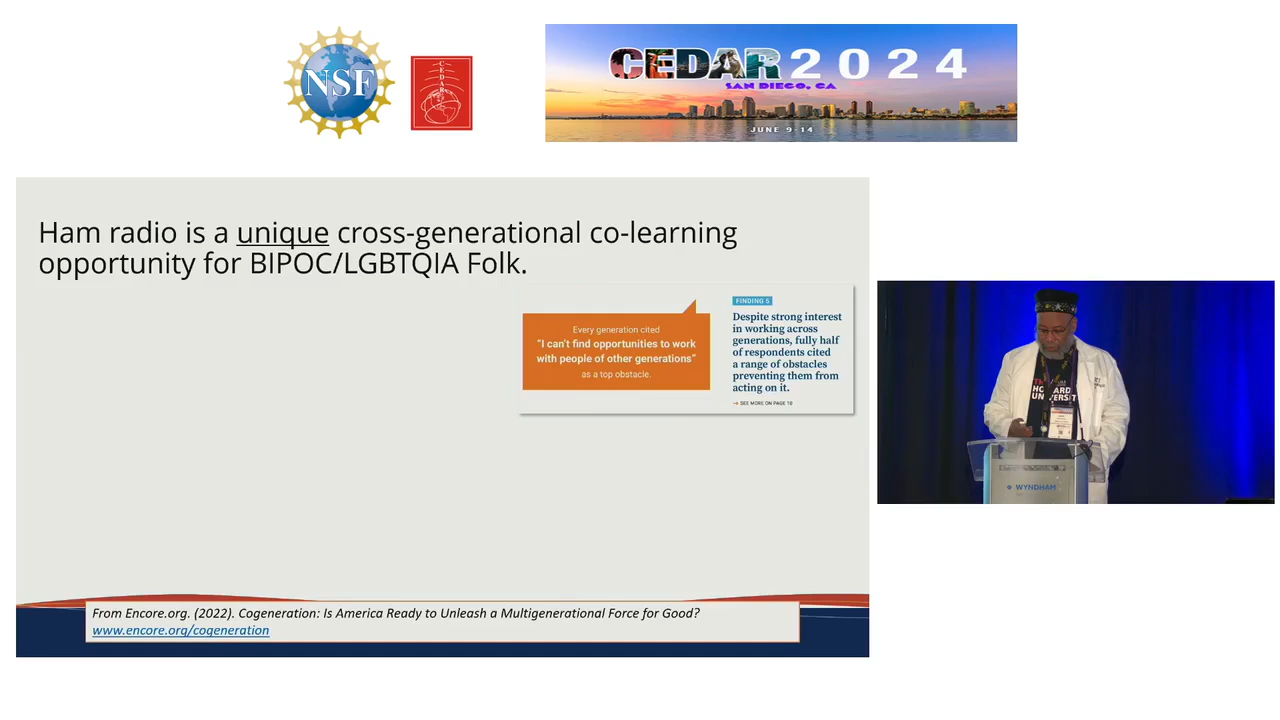 NSF
CEDAR
CEDAR 2024
SAN DIEGO, CA
JUNE 9-14
Ham radio is a unique cross-generational co-learning
opportunity for BIPOC/LGBTQIA Folk.
Every generation cited
“I can’t find opportunities to work
with people of other generations”
as a top obstacle.
FINDING 5
Despite strong interest
in working across
generations, fully half
of respondents cited
a range of obstacles
preventing them from
acting on it.
→ SEE MORE ON PAGE 10
From Encore.org. (2022). Cogeneration: Is America Ready to Unleash a Multigenerational Force for Good?
www.encore.org/cogeneration
WYNDHAM